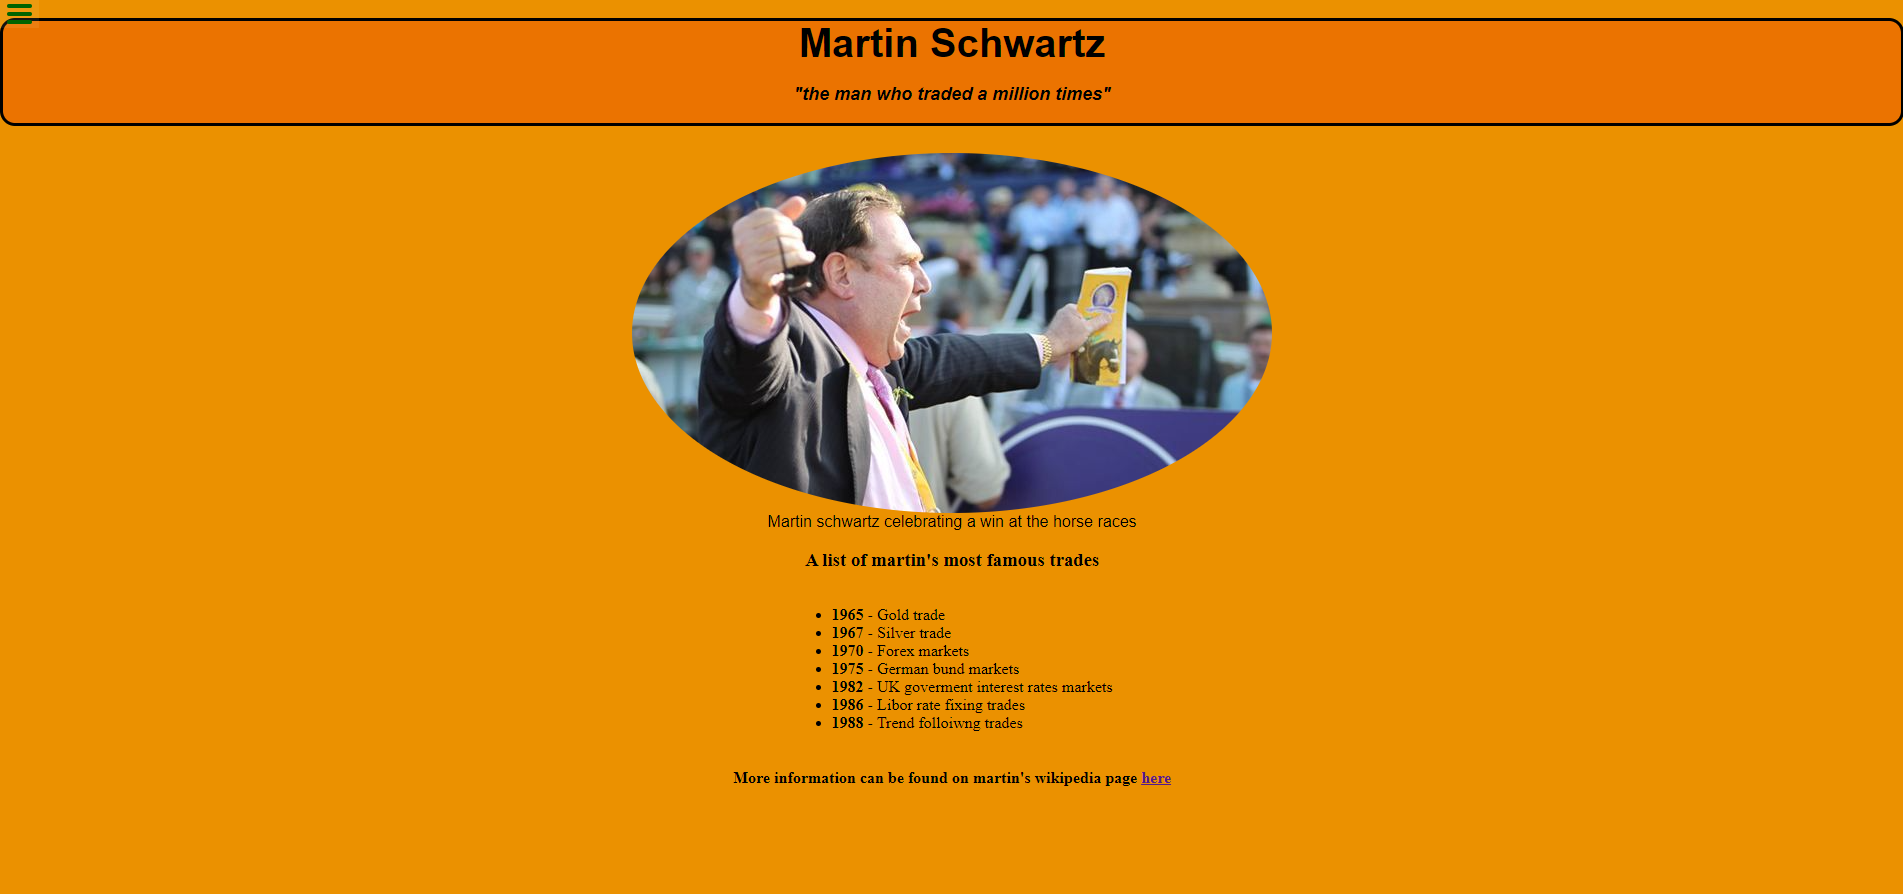 Martin Schwartz
"the man who traded a million times"
Martin schwartz celebrating a win at the horse races
A list of martin's most famous trades
1965 - Gold trade
1967 - Silver trade
1970 - Forex markets
1975 - German bund markets
1982 - UK goverment interest rates markets
1986 - Libor rate fixing trades
1988 - Trend folloiwng trades
More information can be found on martin's wikipedia page here